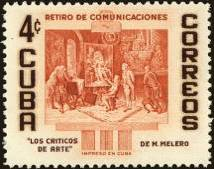 RETIRO DE COMUNICACIONES
4¢
CUBA
CORREOS
"LOS CRITICOS
DE ARTE"
DE M. MELERO
IMPRESO EN CUBA